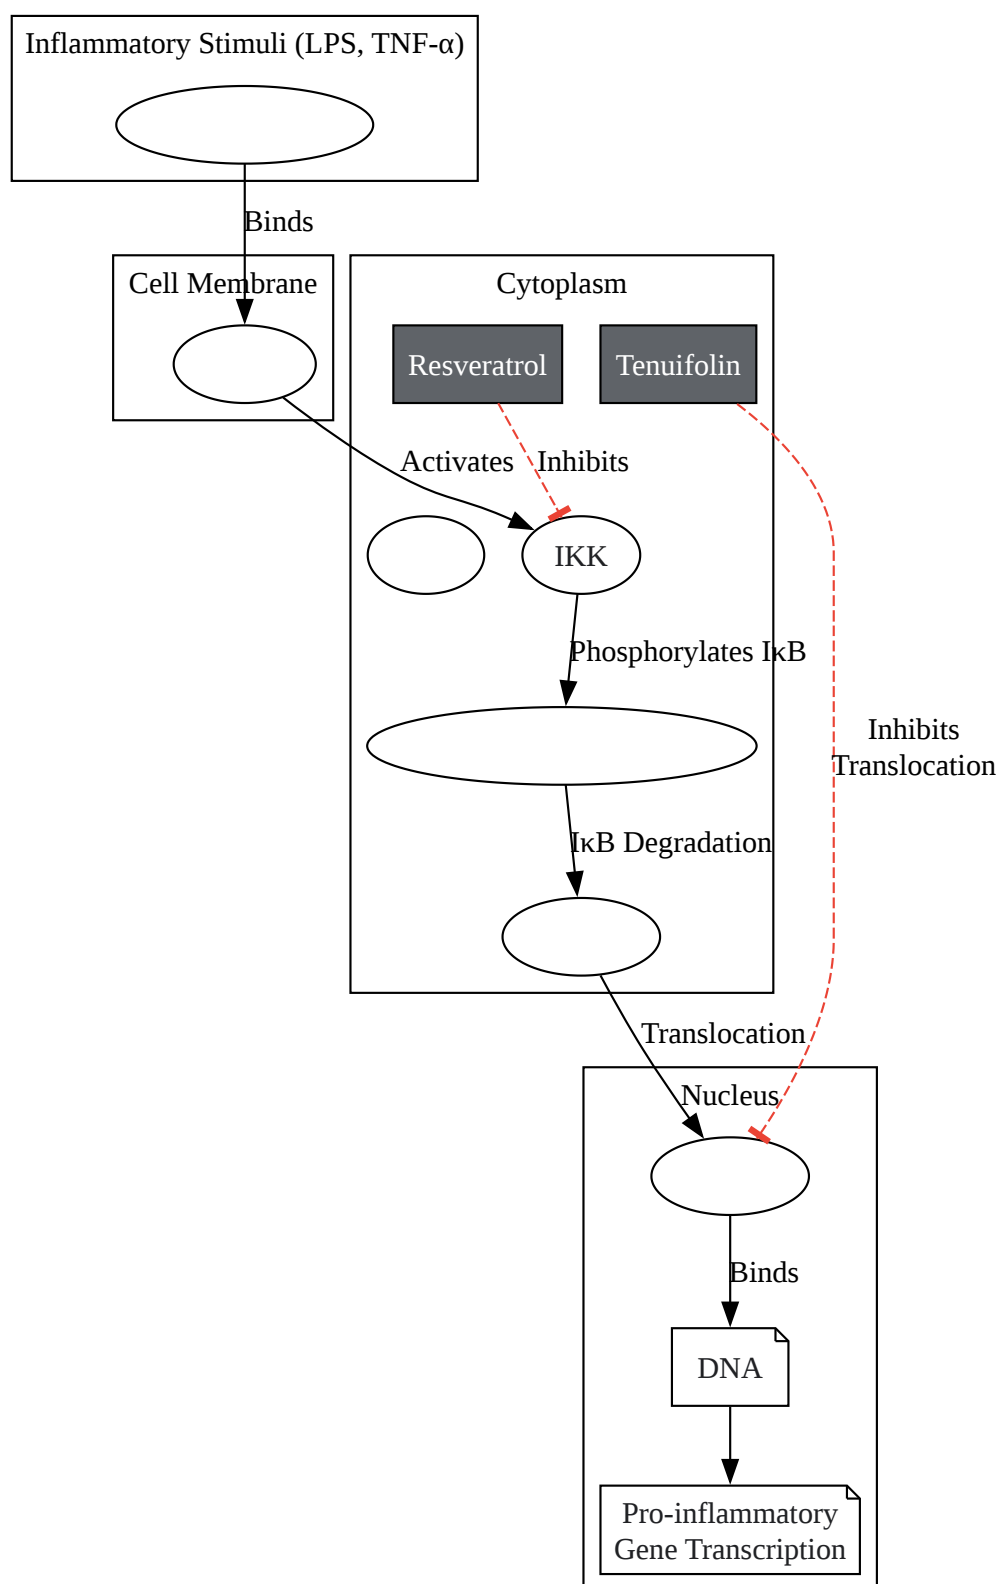 Inflammatory Stimuli (LPS, TNF-α)
Binds
Cell Membrane
Cytoplasm
Resveratrol
Tenuifolin
Activates
Inhibits
IKK
Phosphorylates IκB
Inhibits
Translocation
IκB Degradation
Translocation
Nucleus
Binds
DNA
Pro-inflammatory
Gene Transcription